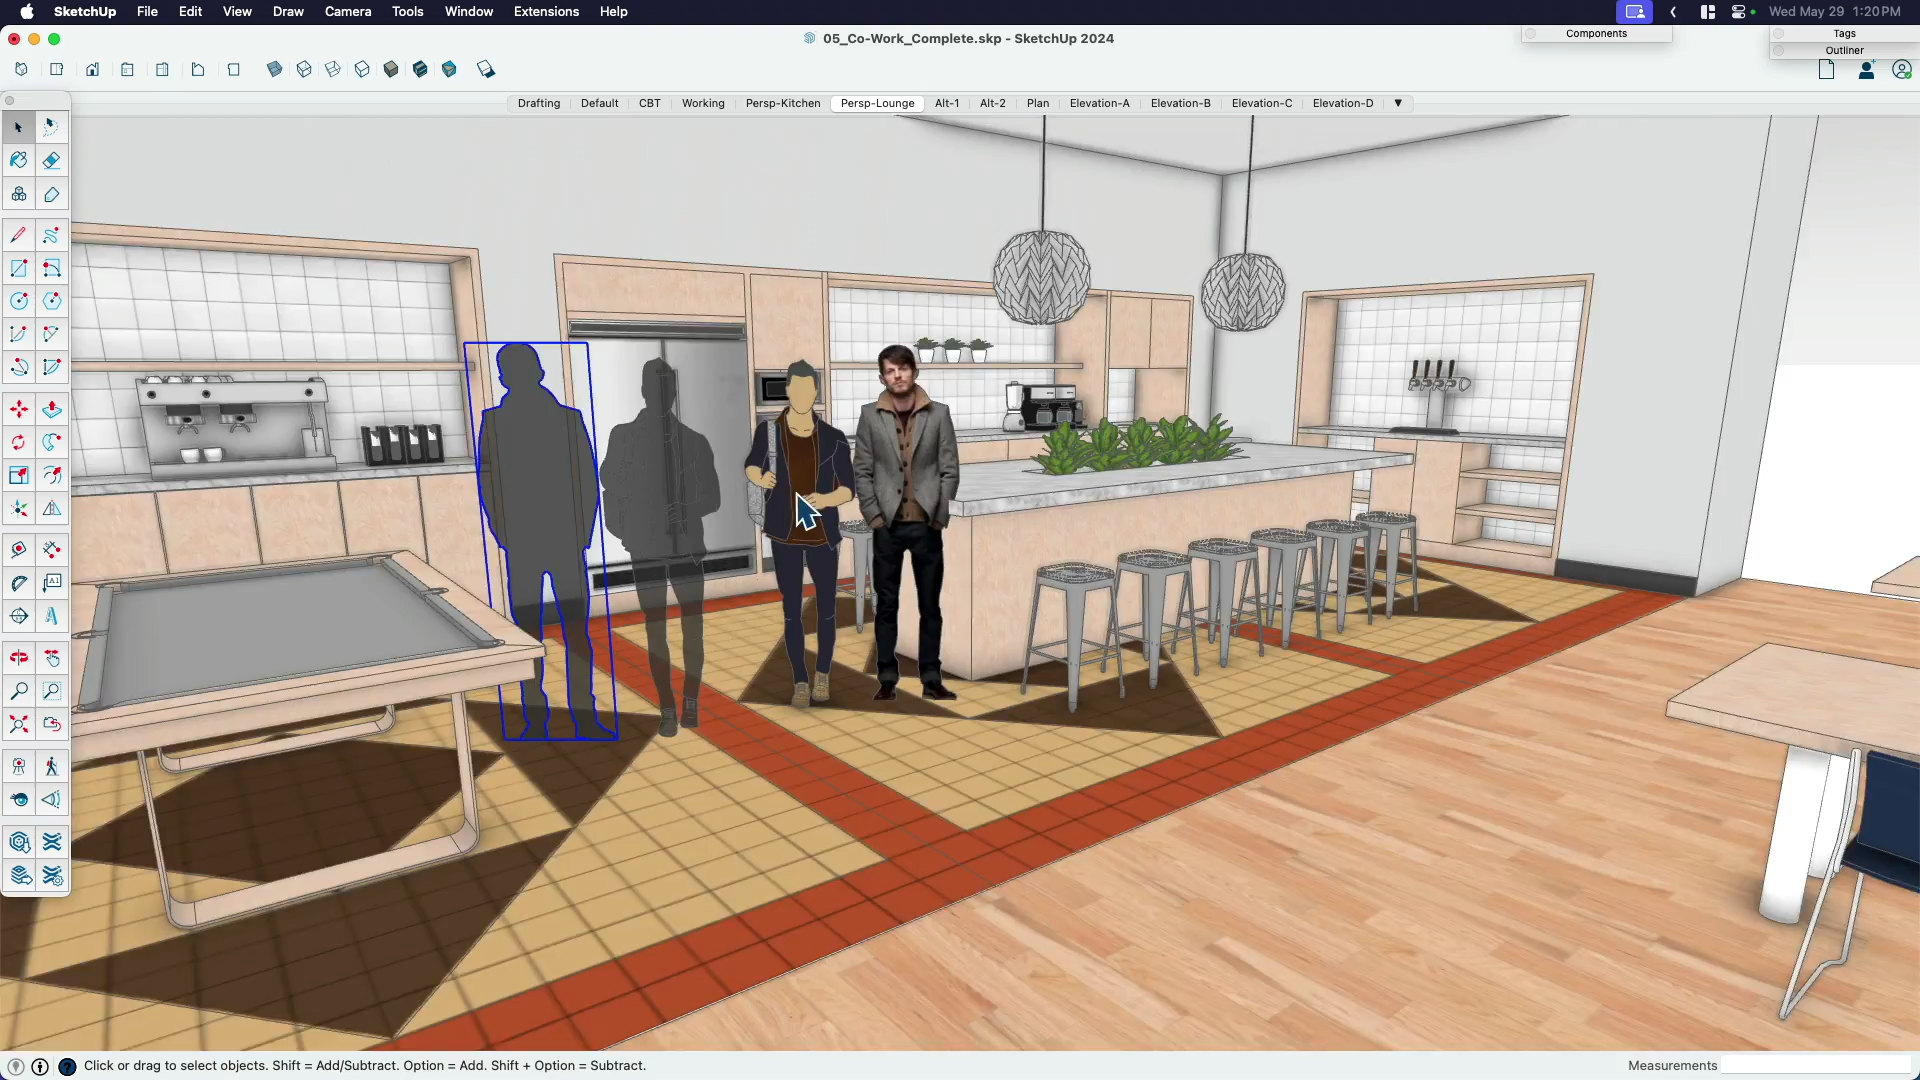 SketchUp File Edit View Draw Camera Tools Window Extensions Help Wed May 29 1:20PM
05_Co-Work_Complete.skp - SketchUp 2024
Components
Tags
Outliner
Drafting Default CBT Working Persp-Kitchen Persp-Lounge Alt-1 Alt-2 Plan Elevation-A Elevation-B Elevation-C Elevation-D
Click or drag to select objects. Shift = Add/Subtract. Option = Add. Shift + Option = Subtract.
Measurements